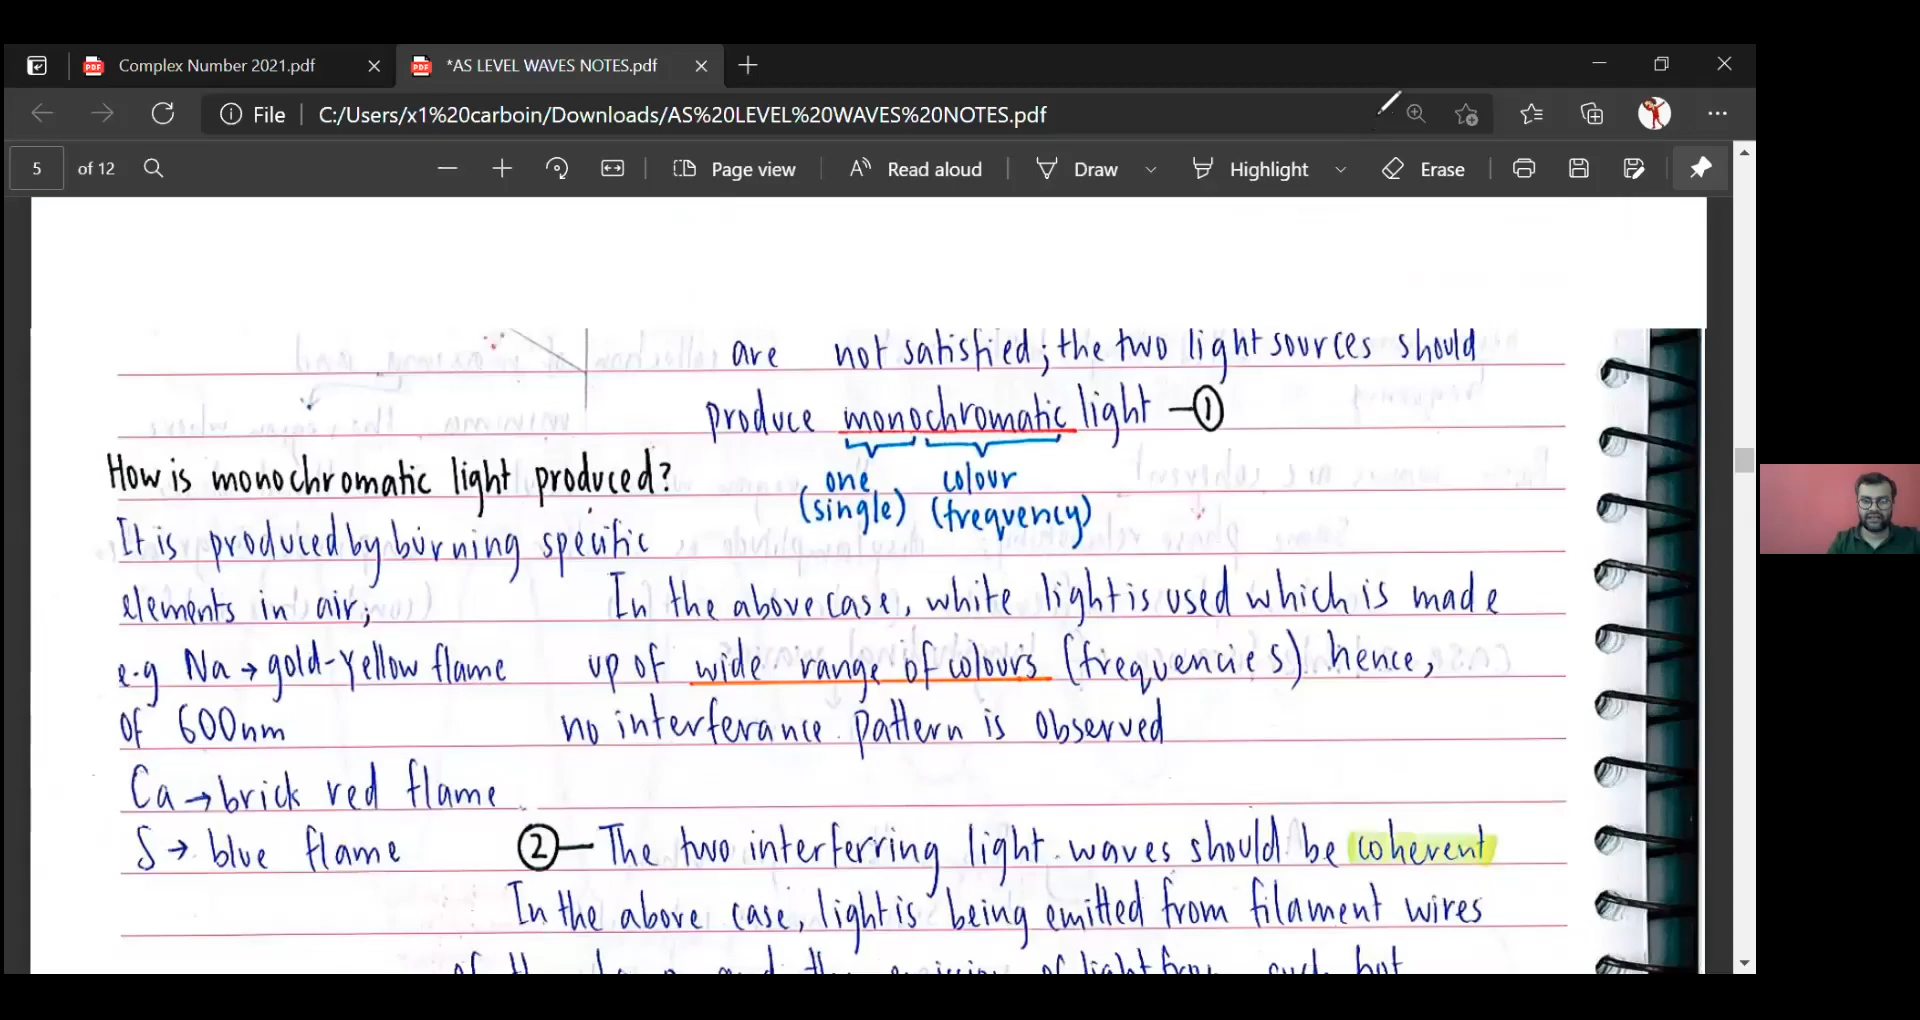 Complex Number 2021.pdf
*AS LEVEL WAVES NOTES.pdf
File
C:/Users/x1%20carboin/Downloads/AS%20LEVEL%20WAVES%20NOTES.pdf
5 of 12
Page view
Read aloud
Draw
Highlight
Erase
are not satisfied; the two light sources should
produce monochromatic light —①
How is monochromatic light produced?
one colour
(single) (frequency)
It is produced by burning specific
elements in air;
In the above case, white light is used which is made
e.g Na → gold-Yellow flame
up of wide range of colours (frequencies) hence,
of 600nm
no interferance pattern is observed
Ca → brick red flame
S → blue flame
②— The two interferring light waves should be coherent
In the above case, light is being emitted from filament wires